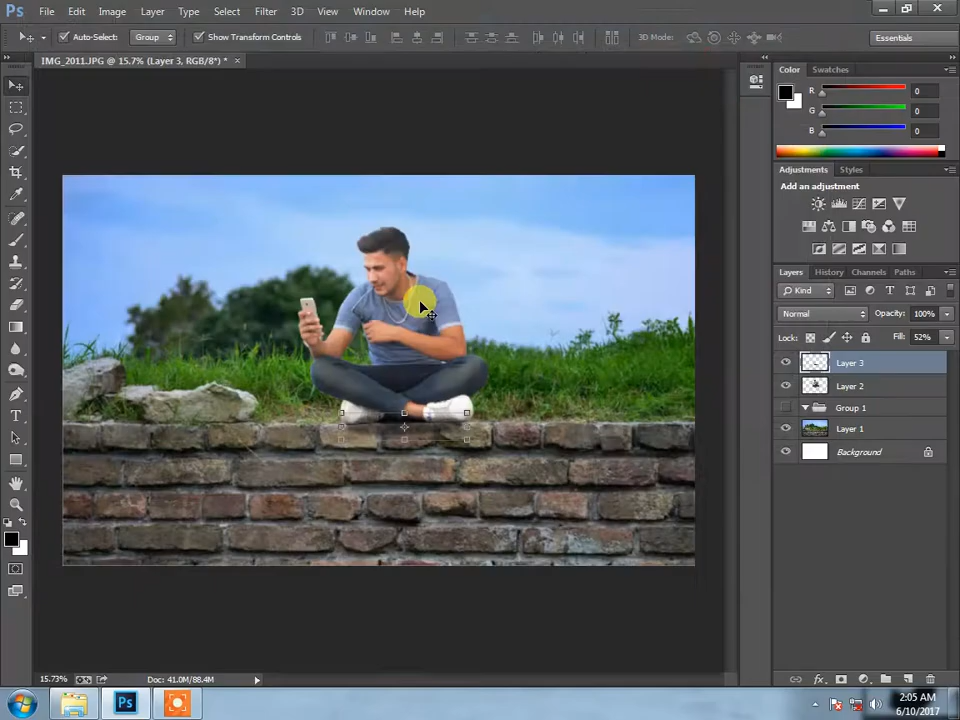 Ps File Edit Image Layer Type Select Filter 3D View Window Help
Auto-Select: Group Show Transform Controls 3D Mode: Essentials
IMG_2011.JPG @ 15.7% (Layer 3, RGB/8*) * ×
Color Swatches
R 0
G 0
B 0
Adjustments Styles
Add an adjustment
Layers History Channels Paths
Kind
Normal Opacity: 100%
Lock: Fill: 52%
Layer 3
Layer 2
Group 1
Layer 1
Background
15.73% Doc: 41.0M/88.4M
Ps
2:05 AM
6/10/2017